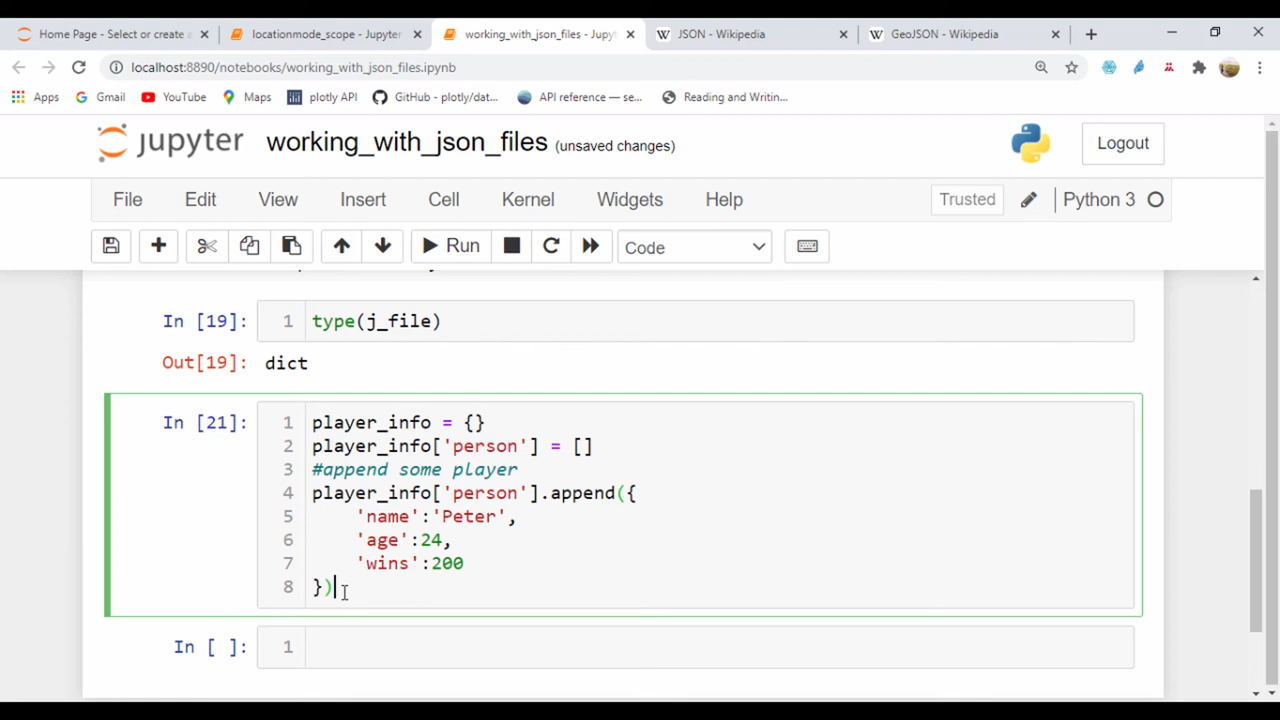 Home Page - Select or create a
locationmode_scope - Jupyter
working_with_json_files - Jupyt
JSON - Wikipedia
GeoJSON - Wikipedia
localhost:8890/notebooks/working_with_json_files.ipynb
Apps
Gmail
YouTube
Maps
plotly API
GitHub - plotly/dat...
API reference — se...
Reading and Writin...
jupyter
working_with_json_files (unsaved changes)
Logout
File
Edit
View
Insert
Cell
Kernel
Widgets
Help
Trusted
Python 3
Run
Code
In [19]:
1 type(j_file)
Out[19]:
dict
In [21]:
1 player_info = {}
2 player_info['person'] = []
3 #append some player
4 player_info['person'].append({
5 'name':'Peter',
6 'age':24,
7 'wins':200
8 })
In [ ]:
1